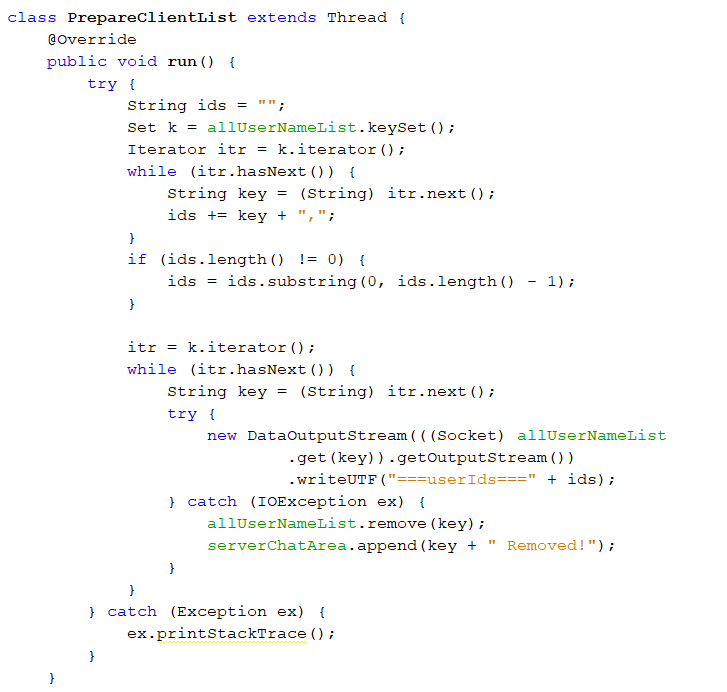 class PrepareClientList extends Thread {
    @Override
    public void run() {
        try {
            String ids = "";
            Set k = allUserNameList.keySet();
            Iterator itr = k.iterator();
            while (itr.hasNext()) {
                String key = (String) itr.next();
                ids += key + ",";
            }
            if (ids.length() != 0) {
                ids = ids.substring(0, ids.length() - 1);
            }

            itr = k.iterator();
            while (itr.hasNext()) {
                String key = (String) itr.next();
                try {
                    new DataOutputStream(((Socket) allUserNameList
                            .get(key)).getOutputStream())
                            .writeUTF("===userIds===" + ids);
                } catch (IOException ex) {
                    allUserNameList.remove(key);
                    serverChatArea.append(key + " Removed!");
                }
            }
        } catch (Exception ex) {
            ex.printStackTrace();
        }
    }